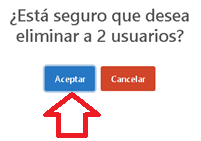 ¿Está seguro que desea
eliminar a 2 usuarios?
Aceptar Cancelar